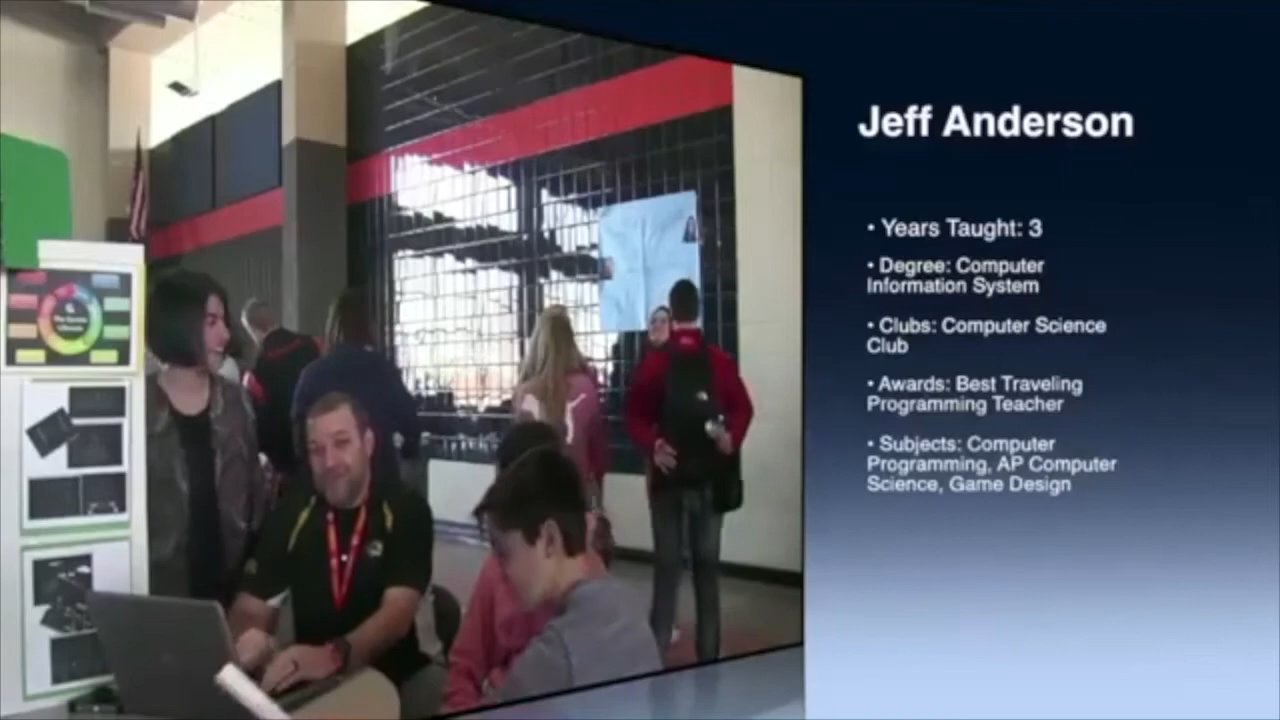 Jeff Anderson
• Years Taught: 3
• Degree: Computer
Information System
• Clubs: Computer Science
Club
• Awards: Best Traveling
Programming Teacher
• Subjects: Computer
Programming, AP Computer
Science, Game Design